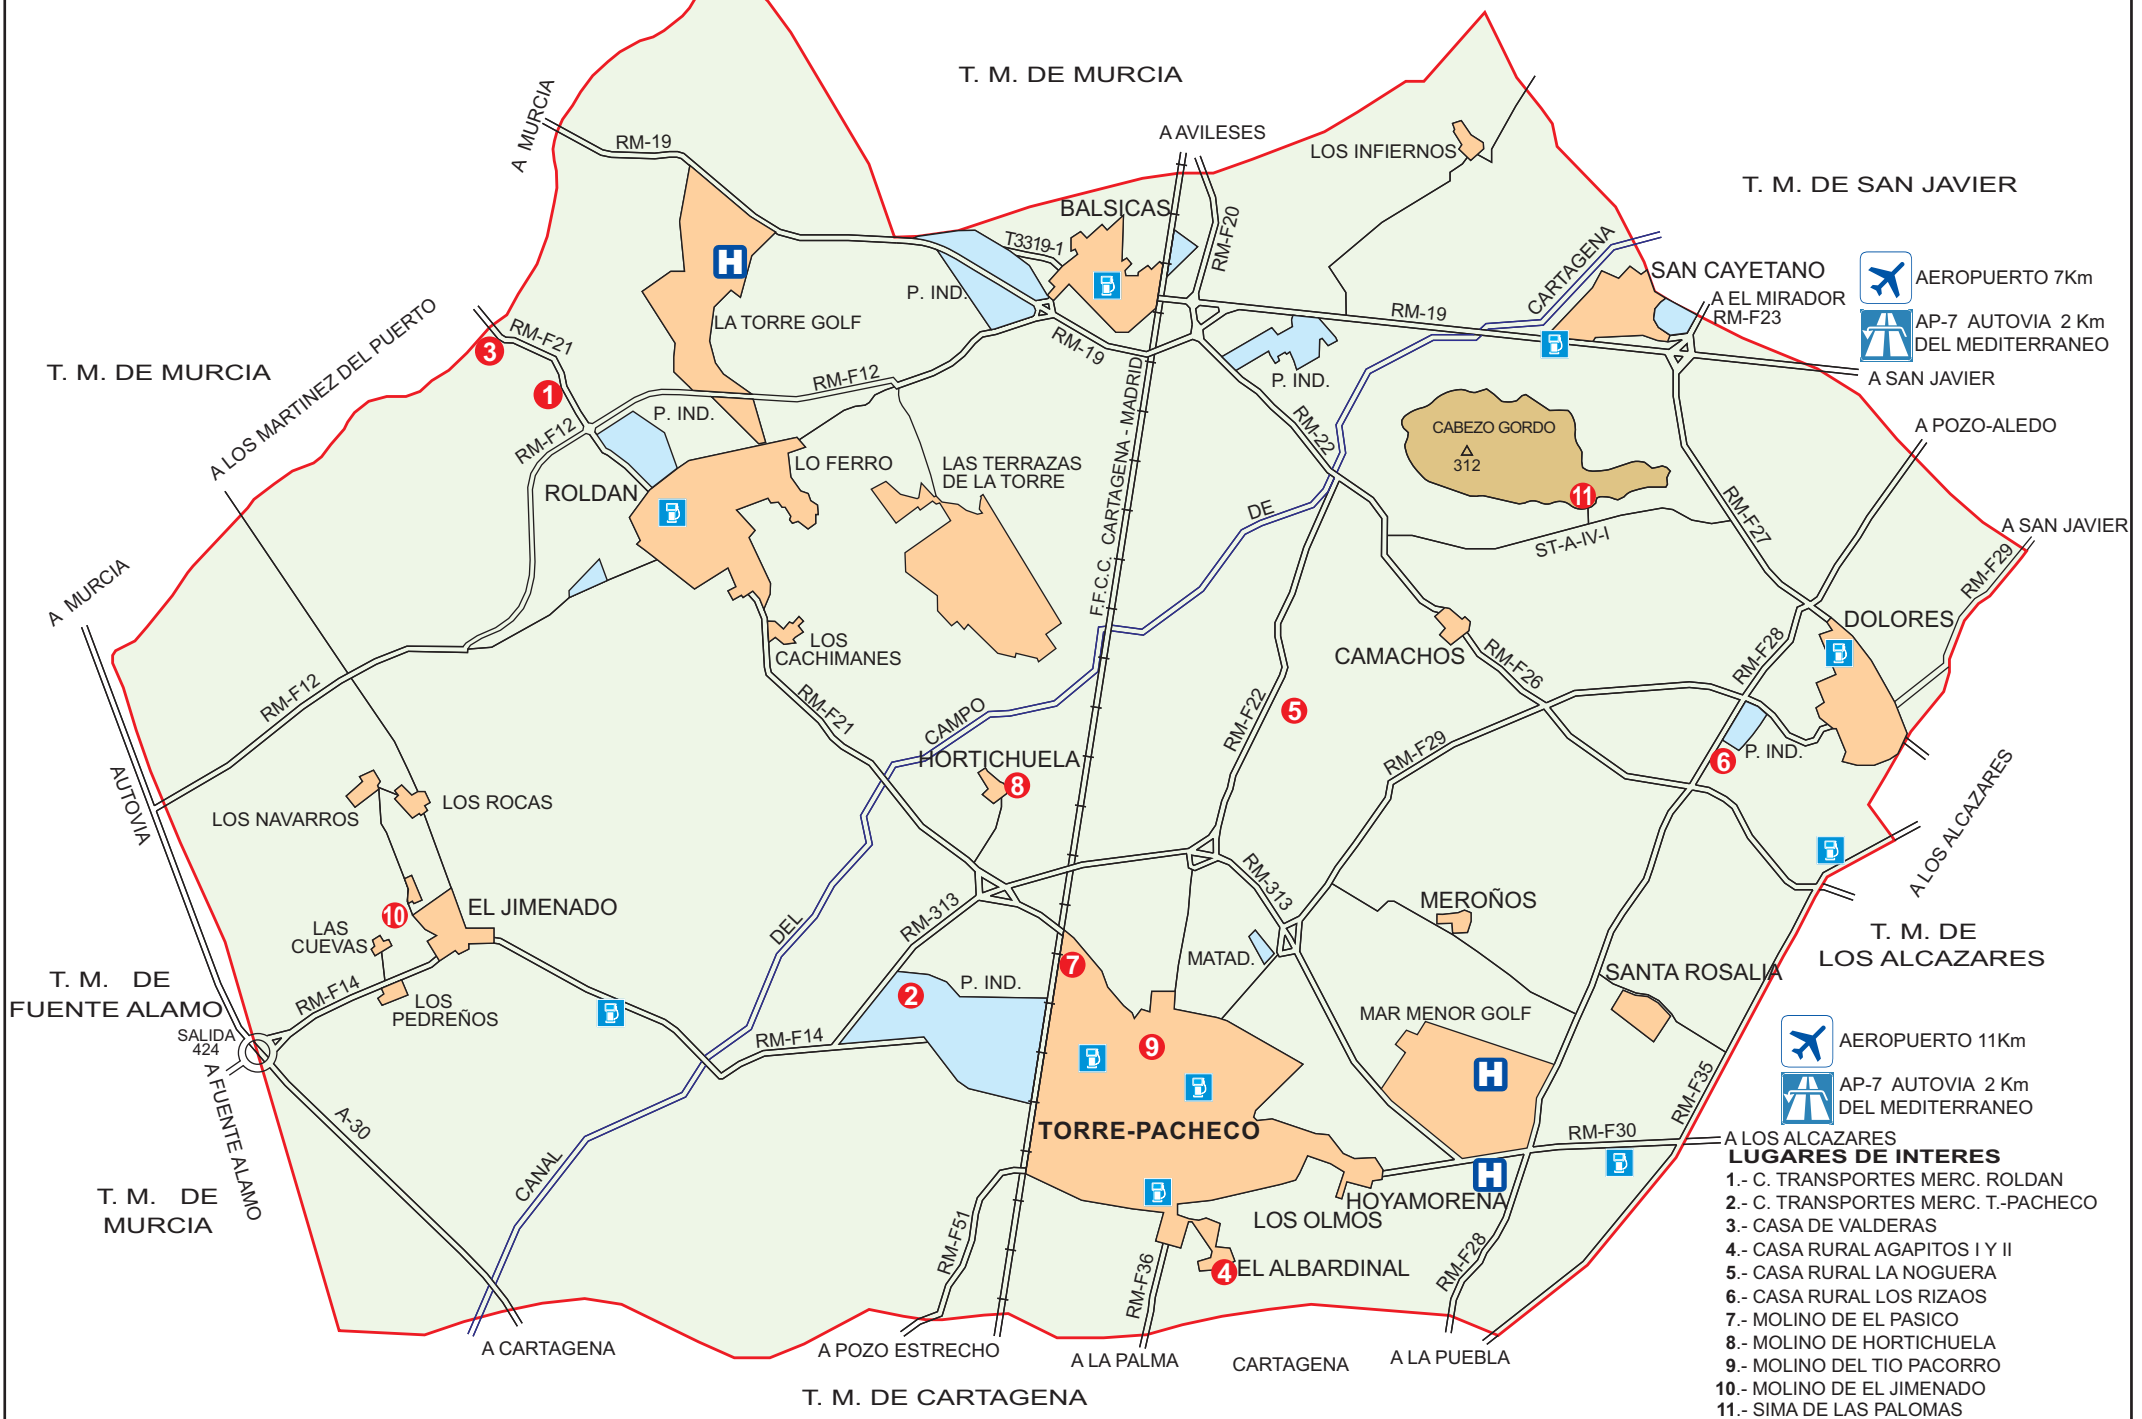 T. M. DE MURCIA
A MURCIA
RM-19
A AVILESES
LOS INFIERNOS
T. M. DE SAN JAVIER
BALSICAS
T3319-1
RM-F20
CARTAGENA
SAN CAYETANO
AEROPUERTO 7Km
H
P. IND.
A EL MIRADOR
RM-F23
LA TORRE GOLF
RM-19
AP-7 AUTOVIA 2 Km
DEL MEDITERRANEO
A LOS MARTINEZ DEL PUERTO
RM-F21
3
RM-19
T. M. DE MURCIA
RM-F12
P. IND.
A SAN JAVIER
1
P. IND.
RM-F12
RM-22
CABEZO GORDO
312
A POZO-ALEDO
LO FERRO
LAS TERRAZAS
DE LA TORRE
F.F.C.C. CARTAGENA - MADRID
ROLDAN
11
DE
RM-F27
A SAN JAVIER
ST-A-IV-I
A MURCIA
RM-F29
DOLORES
LOS
CACHIMANES
CAMACHOS
RM-F26
RM-F28
RM-F12
RM-F21
CAMPO
RM-F22
5
RM-F29
HORTICHUELA
8
6
P. IND.
AUTOVIA
LOS ROCAS
LOS NAVARROS
A LOS ALCAZARES
RM-313
MEROÑOS
EL JIMENADO
10
RM-313
LAS
CUEVAS
DEL
T. M. DE
LOS ALCAZARES
MATAD.
7
SANTA ROSALIA
T. M. DE
FUENTE ALAMO
RM-F14
LOS
PEDREÑOS
2
P. IND.
MAR MENOR GOLF
SALIDA
424
RM-F14
9
AEROPUERTO 11Km
H
AP-7 AUTOVIA 2 Km
DEL MEDITERRANEO
A FUENTE ALAMO
A-30
RM-F35
TORRE-PACHECO
RM-F30
A LOS ALCAZARES
CANAL
H
T. M. DE
MURCIA
HOYAMORENA
LOS OLMOS
RM-F51
RM-F36
4
EL ALBARDINAL
RM-F28
A CARTAGENA
A POZO ESTRECHO
A LA PALMA
CARTAGENA
A LA PUEBLA
T. M. DE CARTAGENA
LUGARES DE INTERES
1.- C. TRANSPORTES MERC. ROLDAN
2.- C. TRANSPORTES MERC. T.-PACHECO
3.- CASA DE VALDERAS
4.- CASA RURAL AGAPITOS I Y II
5.- CASA RURAL LA NOGUERA
6.- CASA RURAL LOS RIZAOS
7.- MOLINO DE EL PASICO
8.- MOLINO DE HORTICHUELA
9.- MOLINO DEL TIO PACORRO
10.- MOLINO DE EL JIMENADO
11.- SIMA DE LAS PALOMAS